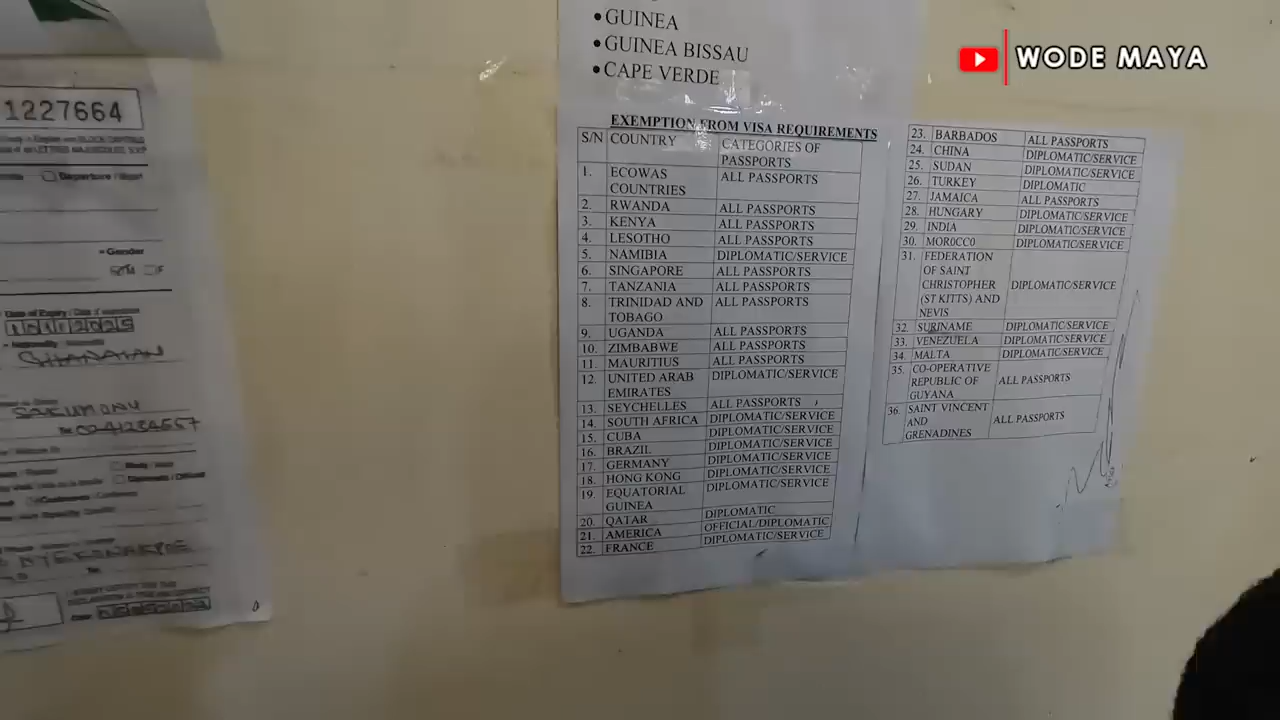 GUINEA
GUINEA BISSAU
CAPE VERDE
WODE MAYA
EXEMPTION FROM VISA REQUIREMENTS
S/N COUNTRY CATEGORIES OF PASSPORTS
1. ECOWAS COUNTRIES ALL PASSPORTS
2. RWANDA ALL PASSPORTS
3. KENYA ALL PASSPORTS
4. LESOTHO ALL PASSPORTS
5. NAMIBIA DIPLOMATIC/SERVICE
6. SINGAPORE ALL PASSPORTS
7. TANZANIA ALL PASSPORTS
8. TRINIDAD AND TOBAGO ALL PASSPORTS
9. UGANDA ALL PASSPORTS
10. ZIMBABWE ALL PASSPORTS
11. MAURITIUS ALL PASSPORTS
12. UNITED ARAB EMIRATES DIPLOMATIC/SERVICE
13. SEYCHELLES ALL PASSPORTS
14. SOUTH AFRICA DIPLOMATIC/SERVICE
15. CUBA DIPLOMATIC/SERVICE
16. BRAZIL DIPLOMATIC/SERVICE
17. GERMANY DIPLOMATIC/SERVICE
18. HONG KONG DIPLOMATIC/SERVICE
19. EQUATORIAL GUINEA DIPLOMATIC/SERVICE
20. QATAR DIPLOMATIC
21. AMERICA OFFICIAL/DIPLOMATIC
22. FRANCE DIPLOMATIC/SERVICE
23. BARBADOS ALL PASSPORTS
24. CHINA DIPLOMATIC/SERVICE
25. SUDAN DIPLOMATIC/SERVICE
26. TURKEY DIPLOMATIC
27. JAMAICA ALL PASSPORTS
28. HUNGARY DIPLOMATIC/SERVICE
29. INDIA DIPLOMATIC/SERVICE
30. MOR0CC0 DIPLOMATIC/SERVICE
31. FEDERATION OF SAINT CHRISTOPHER (ST KITTS) AND NEVIS DIPLOMATIC/SERVICE
32. SURINAME DIPLOMATIC/SERVICE
33. VENEZUELA DIPLOMATIC/SERVICE
34. MALTA DIPLOMATIC/SERVICE
35. CO-OPERATIVE REPUBLIC OF GUYANA ALL PASSPORTS
36. SAINT VINCENT AND GRENADINES ALL PASSPORTS
1227664
Departure
Gender
Date of Expiry